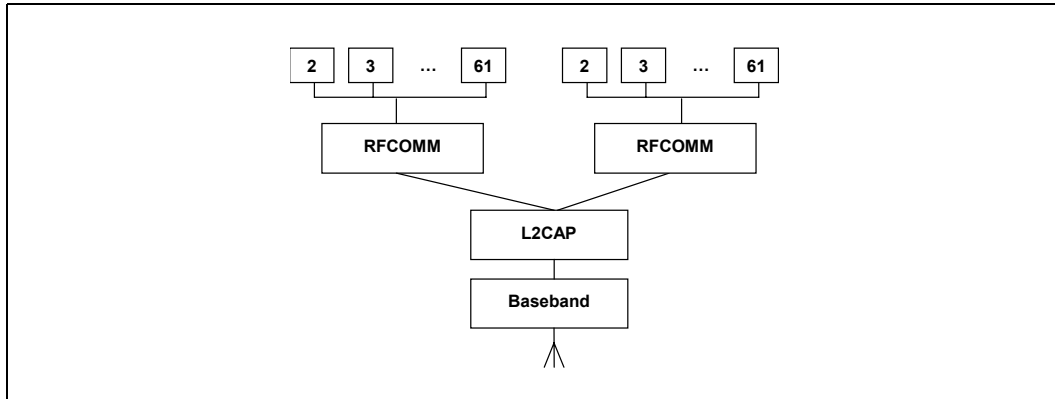 2 3 ... 61 2 3 ... 61
RFCOMM RFCOMM
L2CAP
Baseband